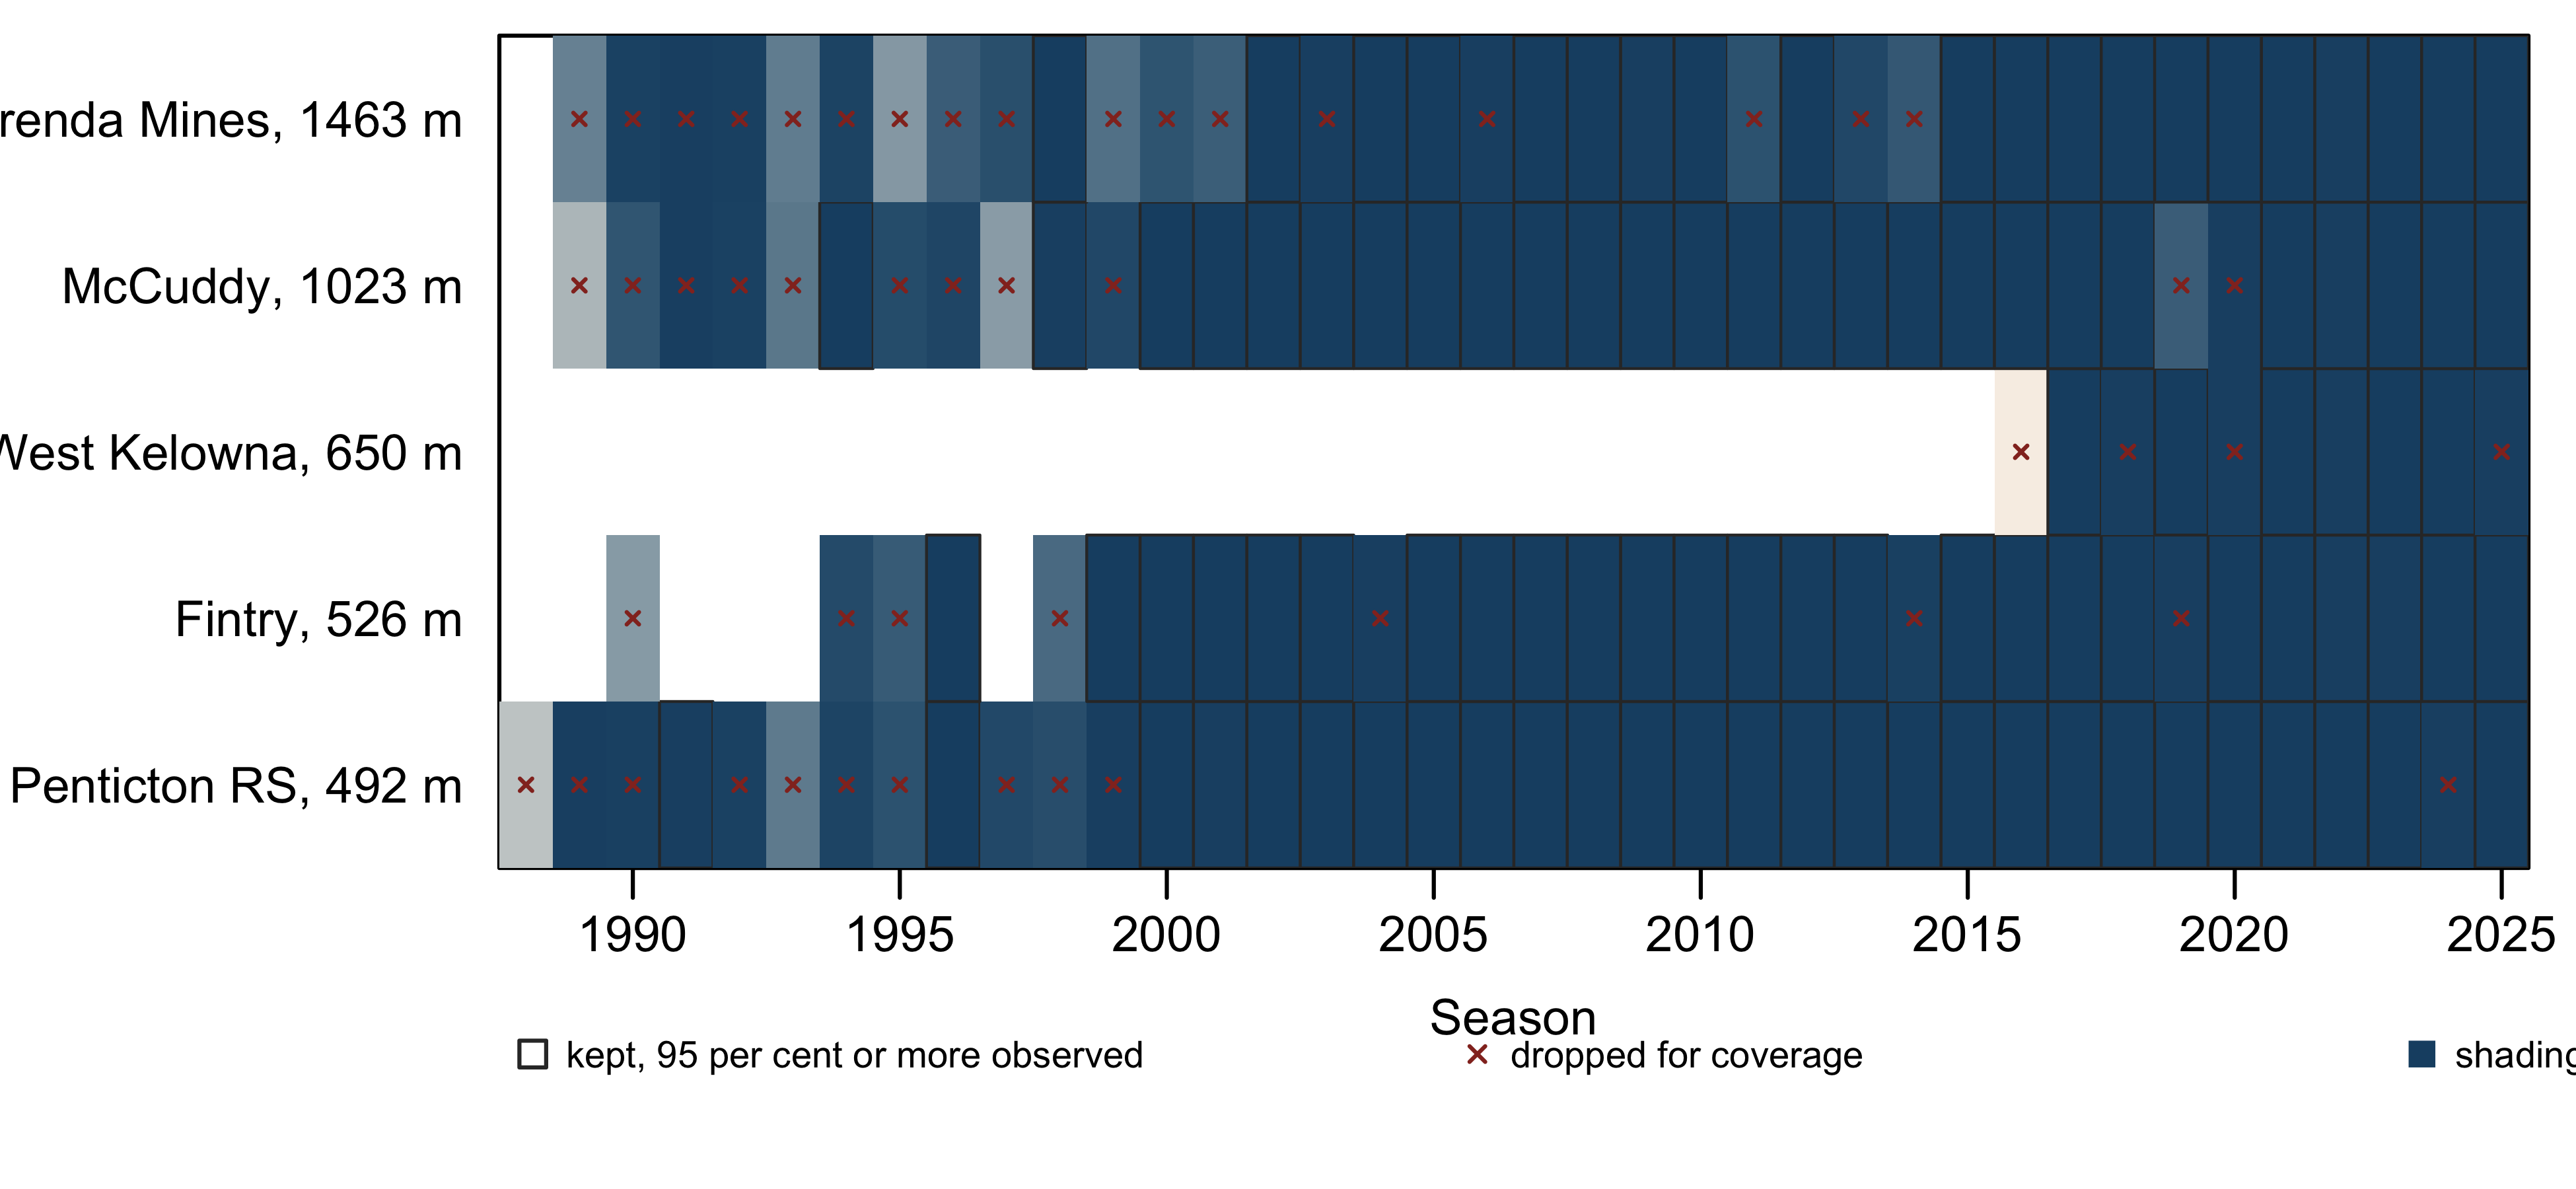 renda Mines, 1463 m
McCuddy, 1023 m
West Kelowna, 650 m
Fintry, 526 m
Penticton RS, 492 m
1990 1995 2000 2005 2010 2015 2020 2025
Season
kept, 95 per cent or more observed dropped for coverage shading